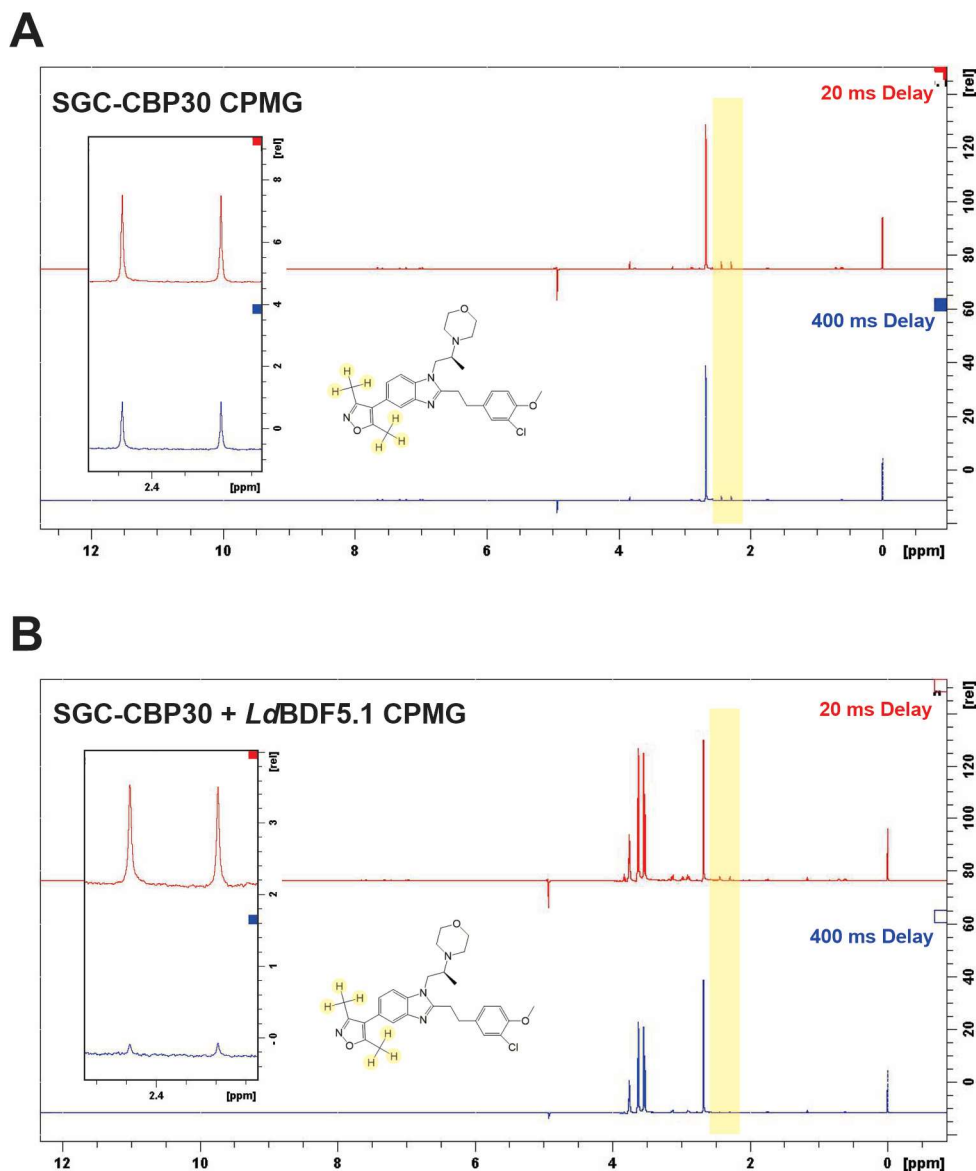 A
SGC-CBP30 CPMG
20 ms Delay
[rel]
120
100
80
60
40
20
0
400 ms Delay
[rel]
8
6
4
2
0
2.4
[ppm]
O
N
N
N
N
O
O
Cl
H
H
H
H
H
H
12
10
8
6
4
2
0
[ppm]
B
SGC-CBP30 + LdBDF5.1 CPMG
20 ms Delay
[rel]
120
100
80
60
40
20
0
400 ms Delay
[rel]
3
2
1
0
2.4
[ppm]
O
N
N
N
N
O
O
Cl
H
H
H
H
H
H
12
10
8
6
4
2
0
[ppm]